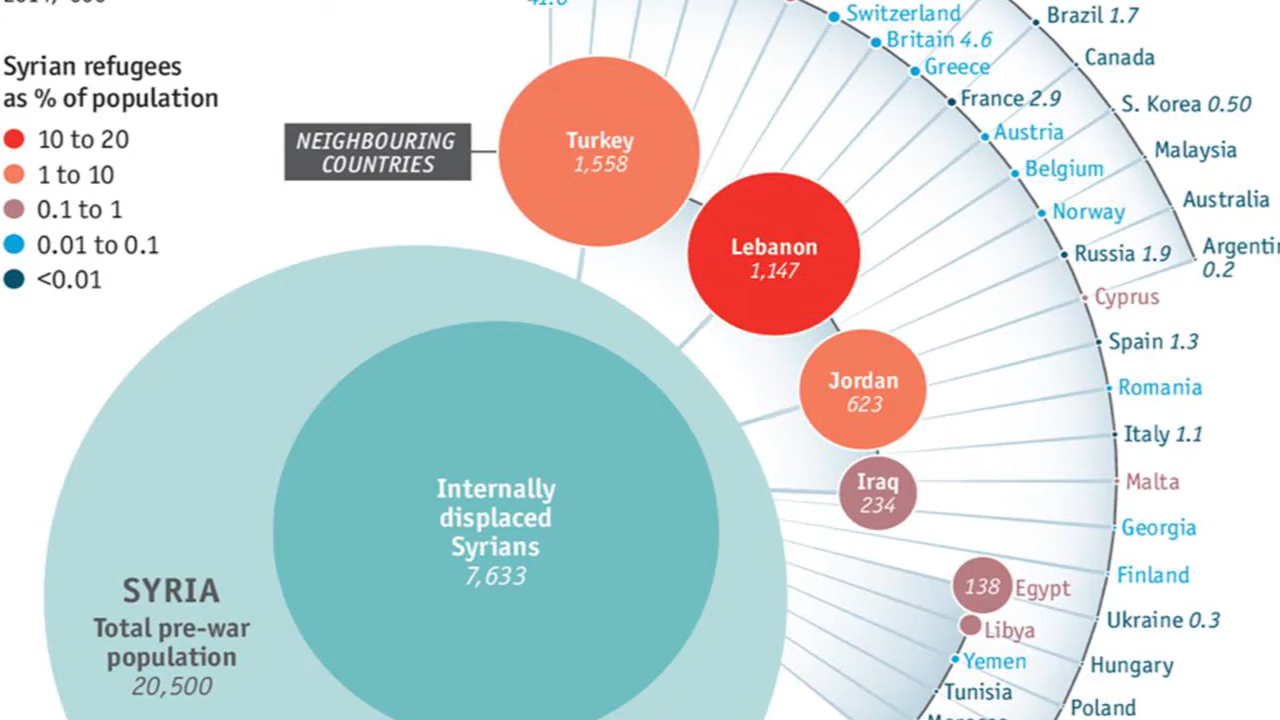 41.6
Syrian refugees
as % of population
10 to 20
1 to 10
0.1 to 1
0.01 to 0.1
<0.01
NEIGHBOURING
COUNTRIES
Turkey
1,558
Lebanon
1,147
Jordan
623
Iraq
234
138 Egypt
Libya
Yemen
Tunisia
Internally
displaced
Syrians
7,633
SYRIA
Total pre-war
population
20,500
Switzerland
Britain 4.6
Greece
France 2.9
Austria
Belgium
Norway
Russia 1.9
Cyprus
Spain 1.3
Romania
Italy 1.1
Malta
Georgia
Finland
Ukraine 0.3
Hungary
Poland
Brazil 1.7
Canada
S. Korea 0.50
Malaysia
Australia
Argentin
0.2